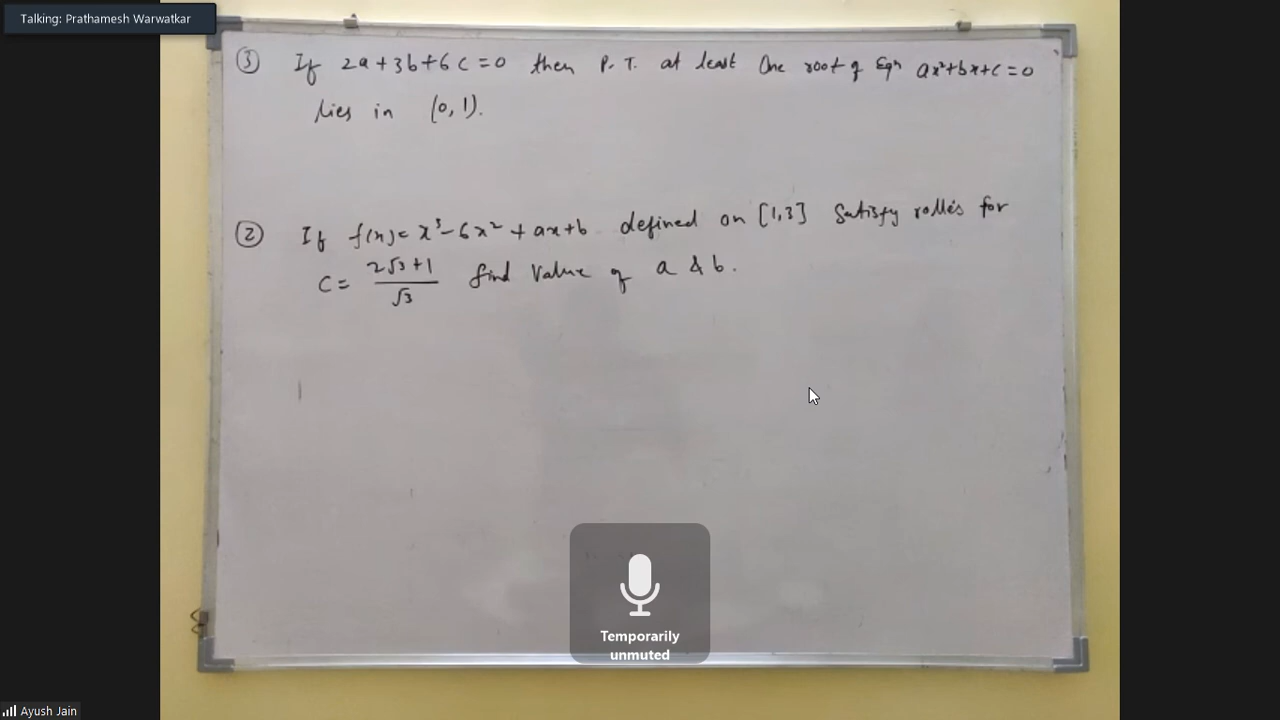 Talking: Prathamesh Warwatkar
③ If 2a+3b+6c=0 then P.T. at least One root of Eqn ax²+bx+c=0
lies in (0,1).
② If f(x)= x³-6x²+ax+b defined on [1,3] Satisfy rolle's for
c= (2√3+1)/√3 find Value of a & b.
Temporarily
unmuted
Ayush Jain